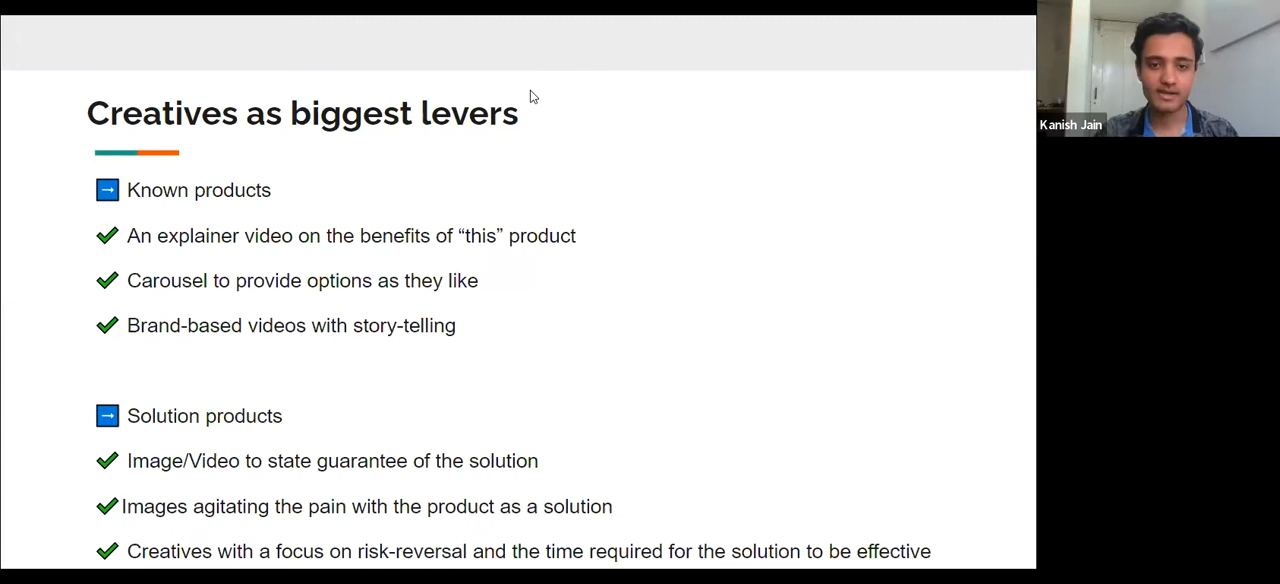 Creatives as biggest levers
Known products
An explainer video on the benefits of “this” product
Carousel to provide options as they like
Brand-based videos with story-telling
Solution products
Image/Video to state guarantee of the solution
Images agitating the pain with the product as a solution
Creatives with a focus on risk-reversal and the time required for the solution to be effective
Kanish Jain